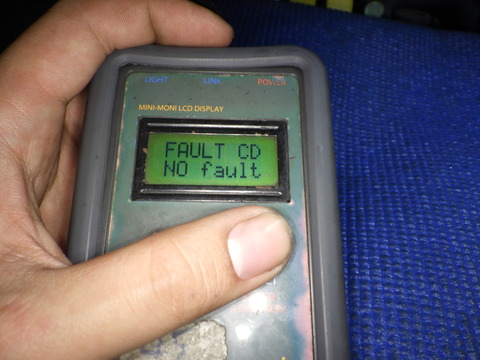 LIGHT LINK POWER
MINI-MONI LCD DISPLAY
FAULT CD
NO fault